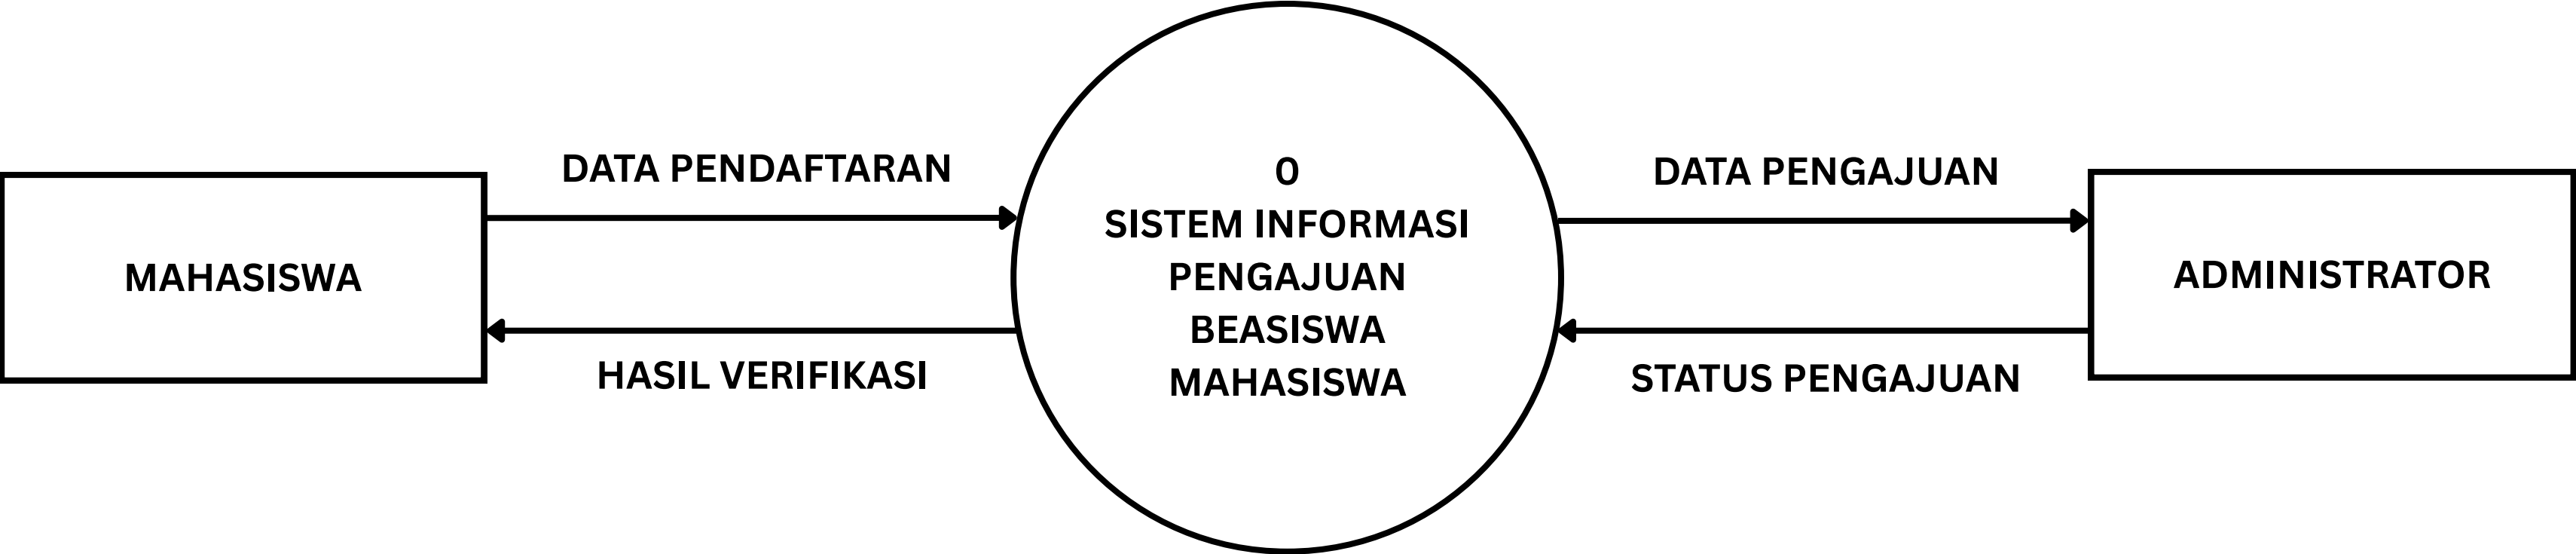 MAHASISWA
DATA PENDAFTARAN
HASIL VERIFIKASI
0
SISTEM INFORMASI
PENGAJUAN
BEASISWA
MAHASISWA
DATA PENGAJUAN
STATUS PENGAJUAN
ADMINISTRATOR